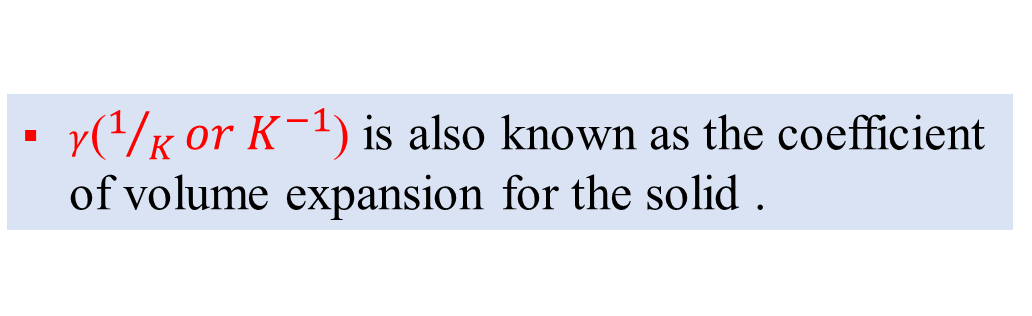 ▪ γ(¹/K or K⁻¹) is also known as the coefficient
of volume expansion for the solid .